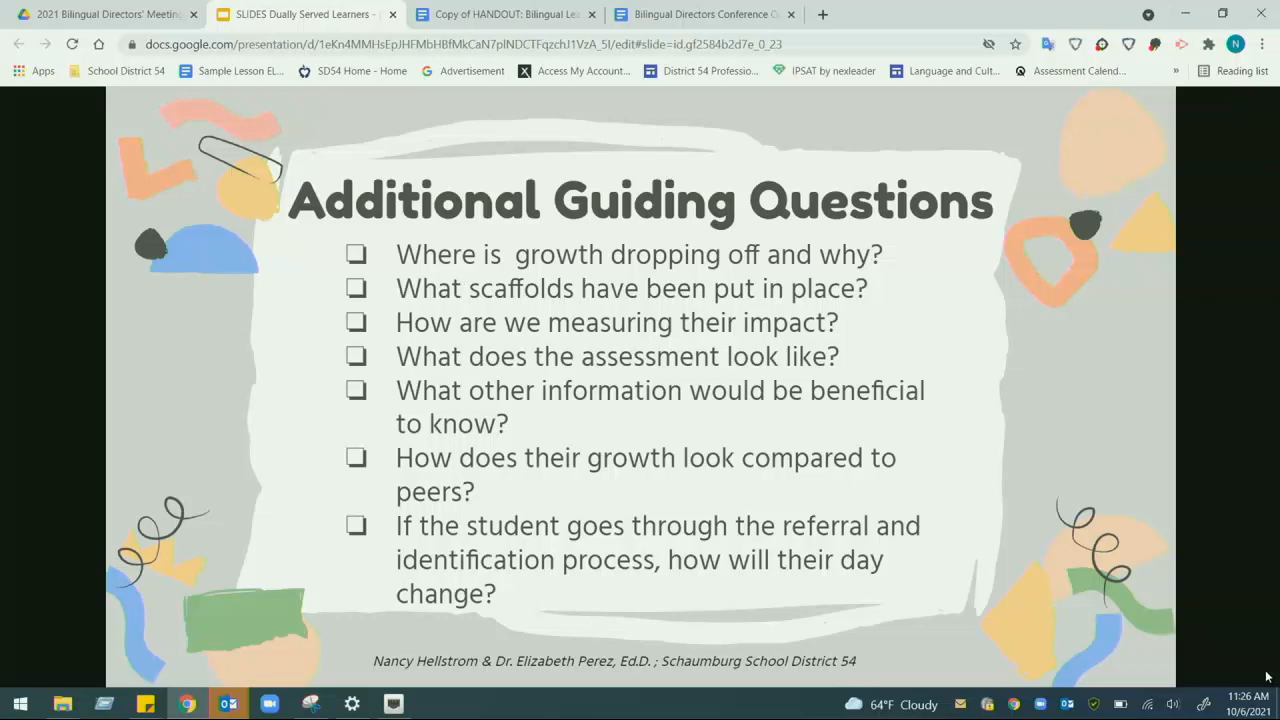 2021 Bilingual Directors' Meeting
SLIDES Dually Served Learners -
Copy of HANDOUT: Bilingual Lea
Bilingual Directors Conference C
docs.google.com/presentation/d/
Apps
School District 54
Sample Lesson EL...
SD54 Home - Home
Advertisement
Access My Account...
District 54 Professio...
IPSAT by nexleader
Language and Cult...
Assessment Calend...
»
Reading list
N
Additional Guiding Questions
Where is  growth dropping off and why?
What scaffolds have been put in place?
How are we measuring their impact?
What does the assessment look like?
What other information would be beneficial
to know?
How does their growth look compared to
peers?
If the student goes through the referral and
identification process, how will their day
change?
Nancy Hellstrom & Dr. Elizabeth Perez, Ed.D. ; Schaumburg School District 54
64°F Cloudy
11:26 AM
10/6/2021